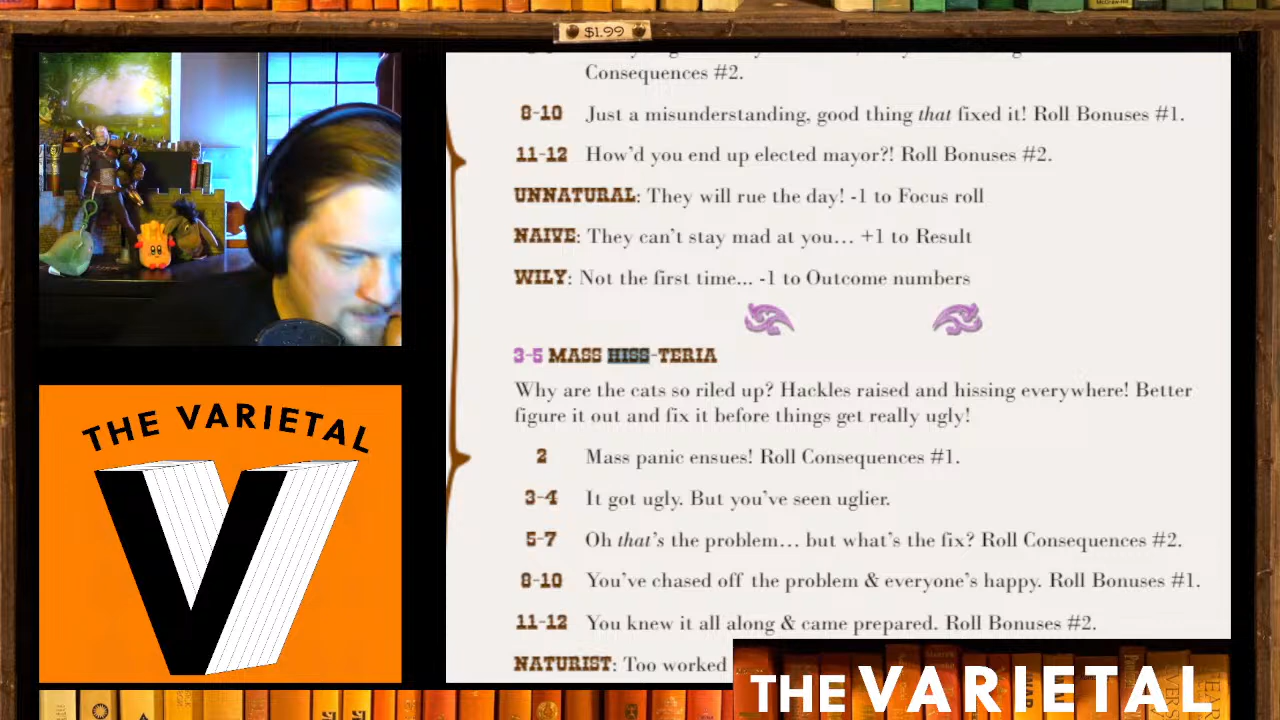 $1.99
Consequences #2.
8-10 Just a misunderstanding, good thing that fixed it! Roll Bonuses #1.
11-12 How'd you end up elected mayor?! Roll Bonuses #2.
UNNATURAL: They will rue the day! -1 to Focus roll
NAIVE: They can't stay mad at you... +1 to Result
WILY: Not the first time... -1 to Outcome numbers
3-5 MASS HISS-TERIA
Why are the cats so riled up? Hackles raised and hissing everywhere! Better
figure it out and fix it before things get really ugly!
2 Mass panic ensues! Roll Consequences #1.
3-4 It got ugly. But you've seen uglier.
5-7 Oh that's the problem... but what's the fix? Roll Consequences #2.
8-10 You've chased off the problem & everyone's happy. Roll Bonuses #1.
11-12 You knew it all along & came prepared. Roll Bonuses #2.
NATURIST: Too worked
THE VARIETAL
V
THE VARIETAL